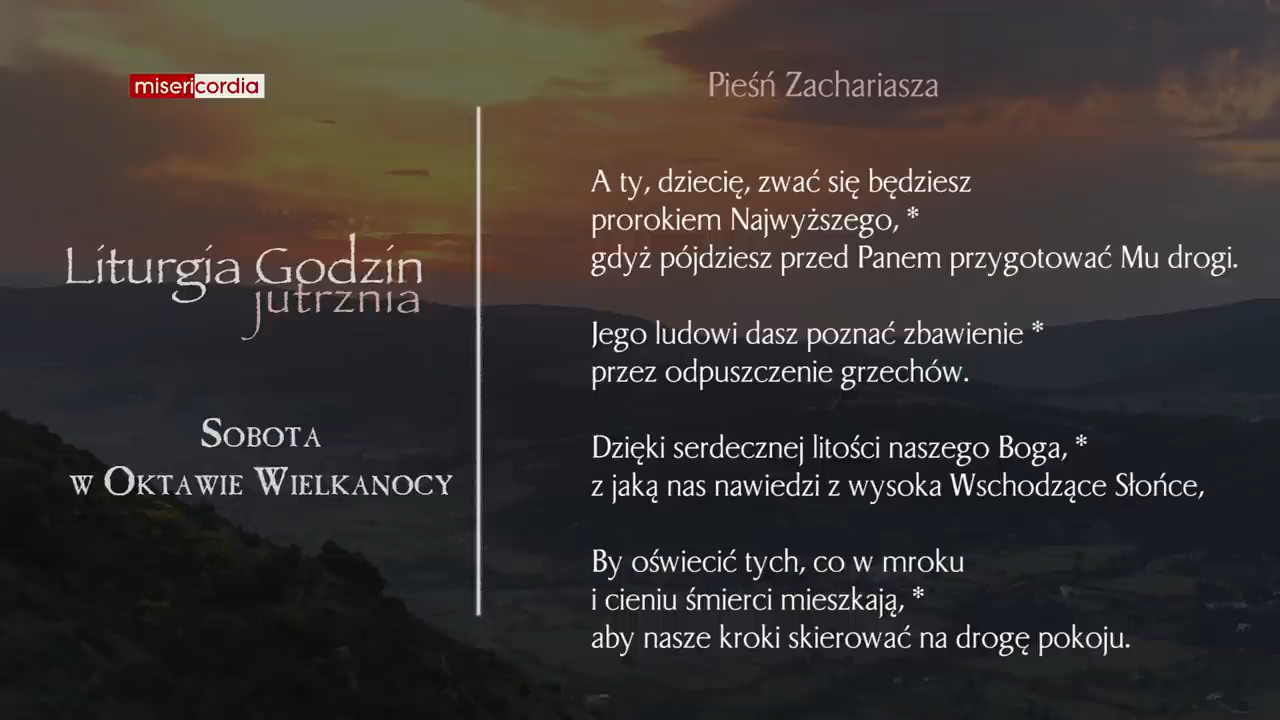 misericordia
Liturgia Godzin
jutrznia
Sobota
w Oktawie Wielkanocy
Pieśń Zachariasza
A ty, dziecię, zwać się będziesz
prorokiem Najwyższego, *
gdyż pójdziesz przed Panem przygotować Mu drogi.
Jego ludowi dasz poznać zbawienie *
przez odpuszczenie grzechów.
Dzięki serdecznej litości naszego Boga, *
z jaką nas nawiedzi z wysoka Wschodzące Słońce,
By oświecić tych, co w mroku
i cieniu śmierci mieszkają, *
aby nasze kroki skierować na drogę pokoju.